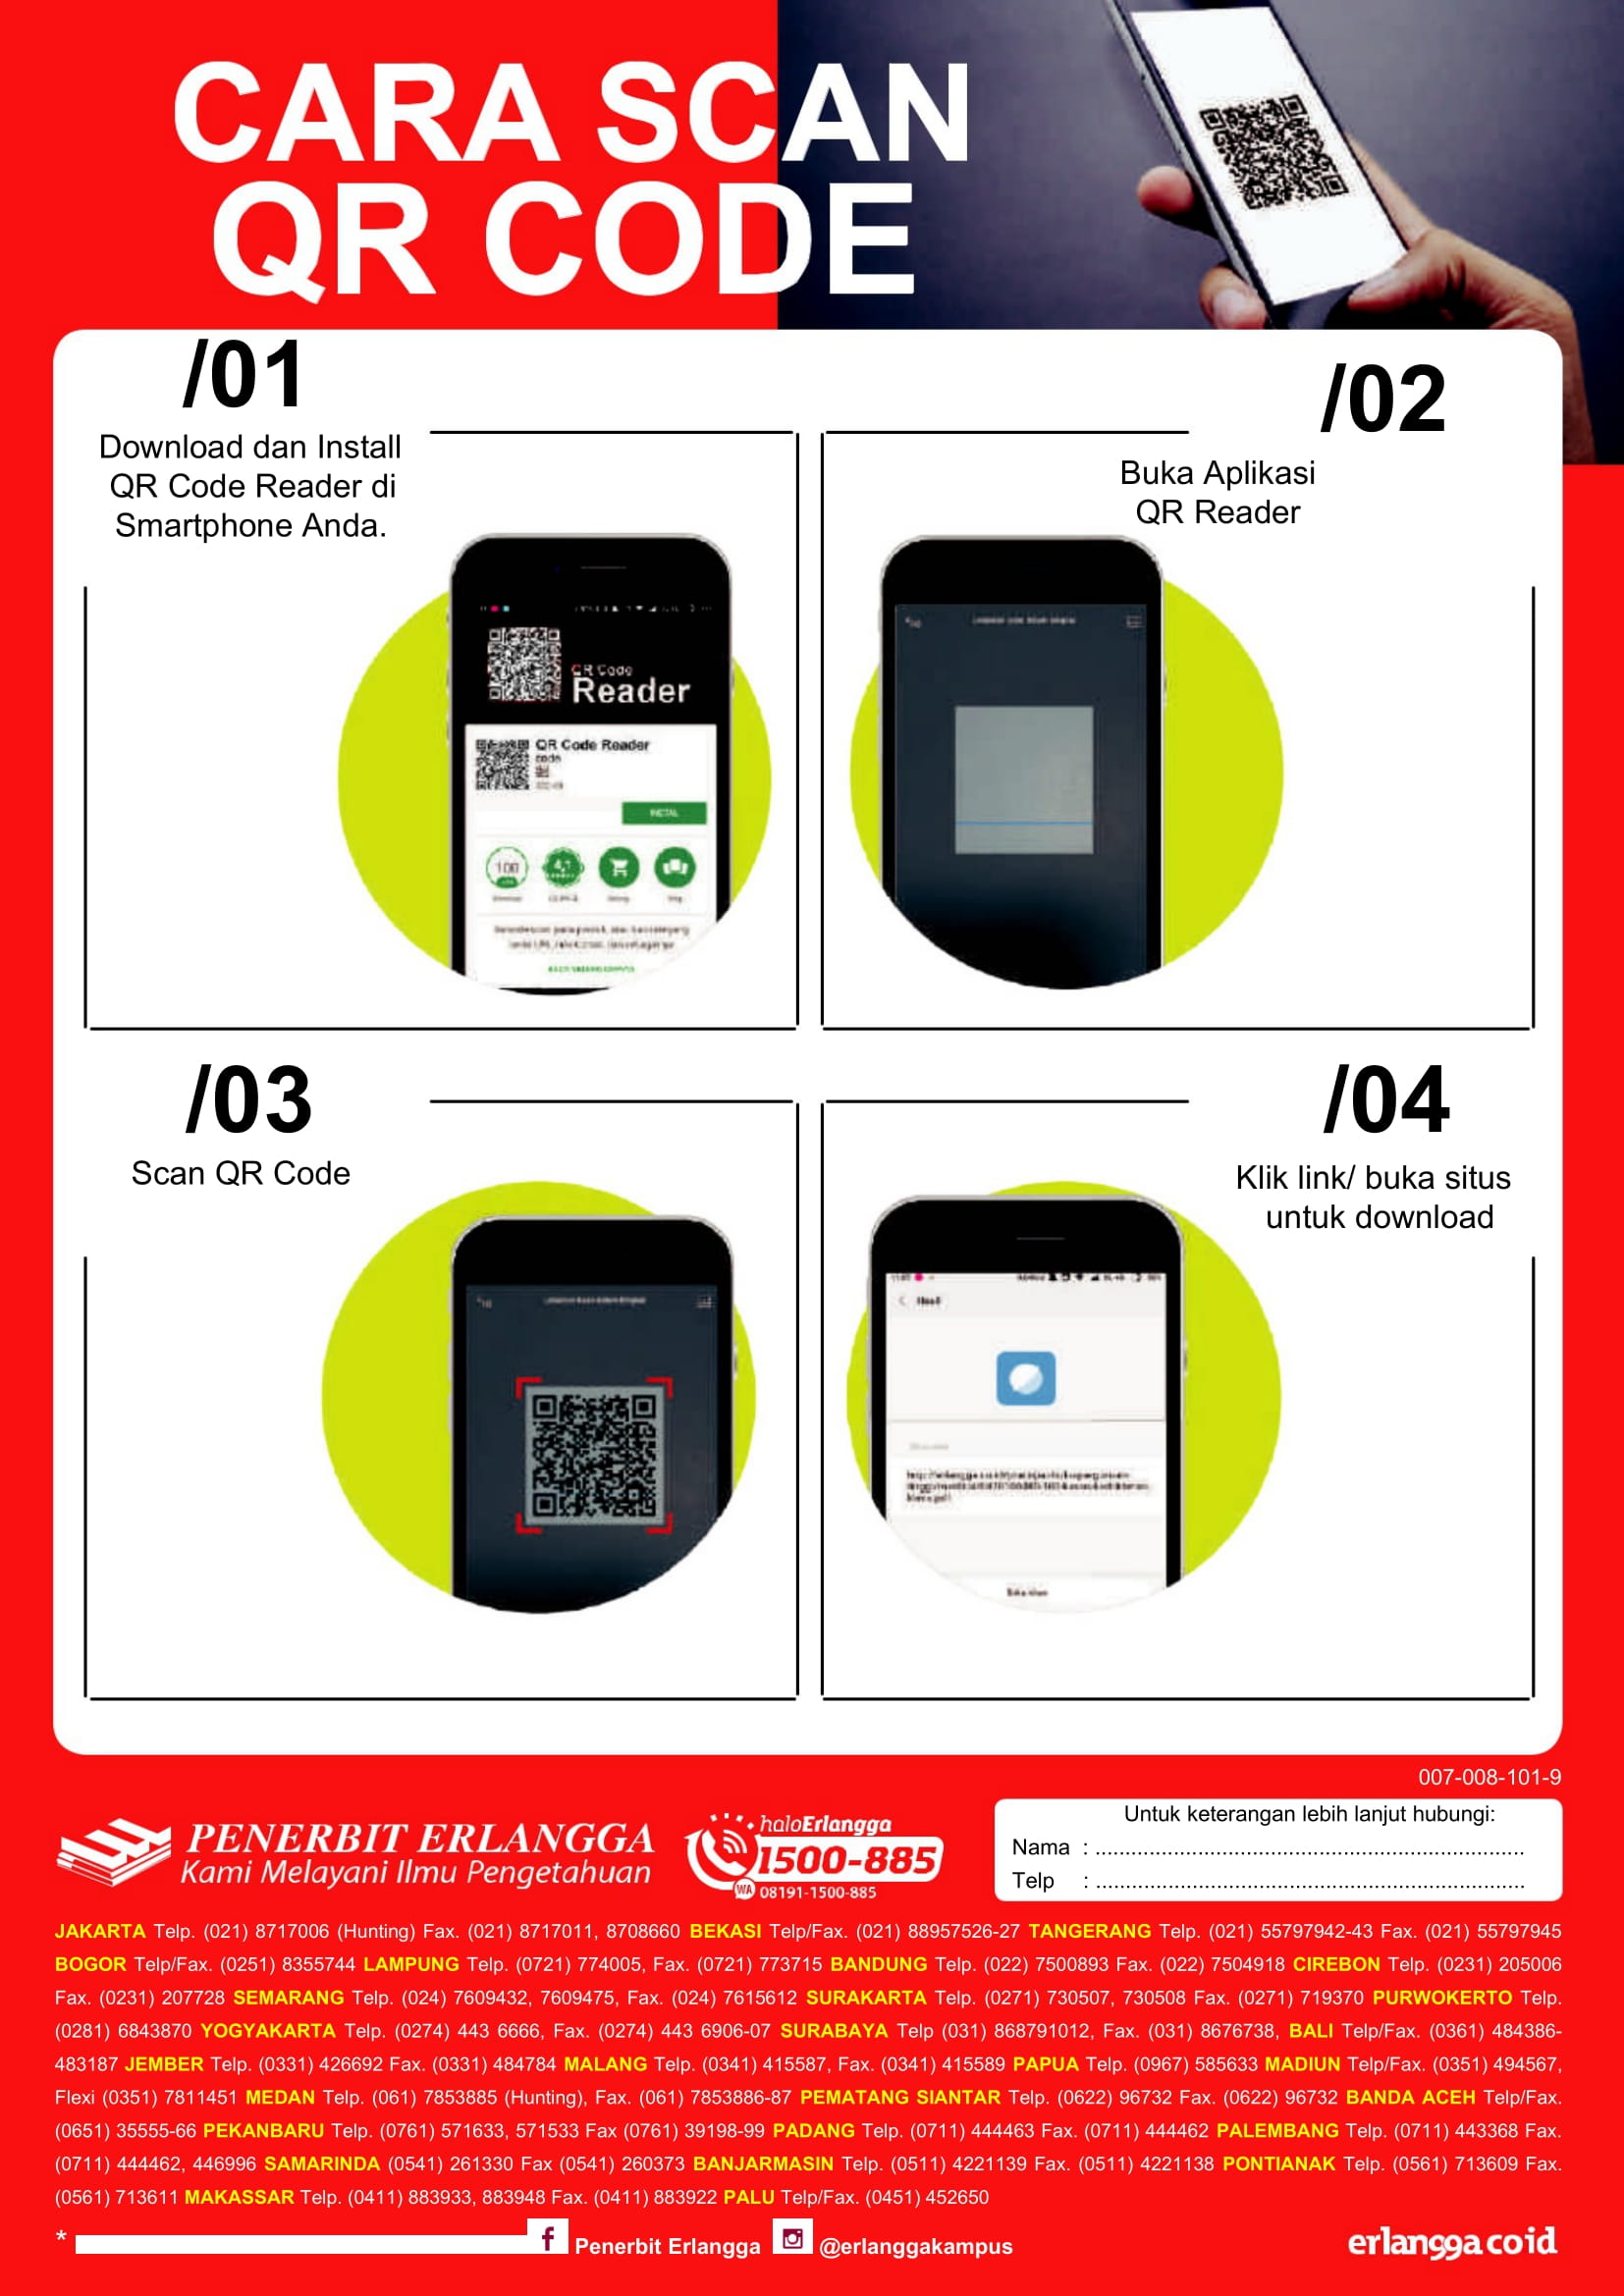 CARA SCAN
QR CODE
/01
Download dan Install
QR Code Reader di
Smartphone Anda.
QR Code
Reader
QR Code Reader
code
INSTAL
100
4,1
/02
Buka Aplikasi
QR Reader
/03
Scan QR Code
/04
Klik link/ buka situs
untuk download
Hasil
007-008-101-9
PENERBIT ERLANGGA
Kami Melayani Ilmu Pengetahuan
haloErlangga
1500-885
WA 08191-1500-885
Untuk keterangan lebih lanjut hubungi:
Nama : ........................................................................
Telp : ........................................................................
JAKARTA Telp. (021) 8717006 (Hunting) Fax. (021) 8717011, 8708660 BEKASI Telp/Fax. (021) 88957526-27 TANGERANG Telp. (021) 55797942-43 Fax. (021) 55797945
BOGOR Telp/Fax. (0251) 8355744 LAMPUNG Telp. (0721) 774005, Fax. (0721) 773715 BANDUNG Telp. (022) 7500893 Fax. (022) 7504918 CIREBON Telp. (0231) 205006
Fax. (0231) 207728 SEMARANG Telp. (024) 7609432, 7609475, Fax. (024) 7615612 SURAKARTA Telp. (0271) 730507, 730508 Fax. (0271) 719370 PURWOKERTO Telp.
(0281) 6843870 YOGYAKARTA Telp. (0274) 443 6666, Fax. (0274) 443 6906-07 SURABAYA Telp (031) 868791012, Fax. (031) 8676738, BALI Telp/Fax. (0361) 484386-
483187 JEMBER Telp. (0331) 426692 Fax. (0331) 484784 MALANG Telp. (0341) 415587, Fax. (0341) 415589 PAPUA Telp. (0967) 585633 MADIUN Telp/Fax. (0351) 494567,
Flexi (0351) 7811451 MEDAN Telp. (061) 7853885 (Hunting), Fax. (061) 7853886-87 PEMATANG SIANTAR Telp. (0622) 96732 Fax. (0622) 96732 BANDA ACEH Telp/Fax.
(0651) 35555-66 PEKANBARU Telp. (0761) 571633, 571533 Fax (0761) 39198-99 PADANG Telp. (0711) 444463 Fax. (0711) 444462 PALEMBANG Telp. (0711) 443368 Fax.
(0711) 444462, 446996 SAMARINDA (0541) 261330 Fax (0541) 260373 BANJARMASIN Telp. (0511) 4221139 Fax. (0511) 4221138 PONTIANAK Telp. (0561) 713609 Fax.
(0561) 713611 MAKASSAR Telp. (0411) 883933, 883948 Fax. (0411) 883922 PALU Telp/Fax. (0451) 452650
* Penerbit Erlangga @erlanggakampus
erlangga.co.id